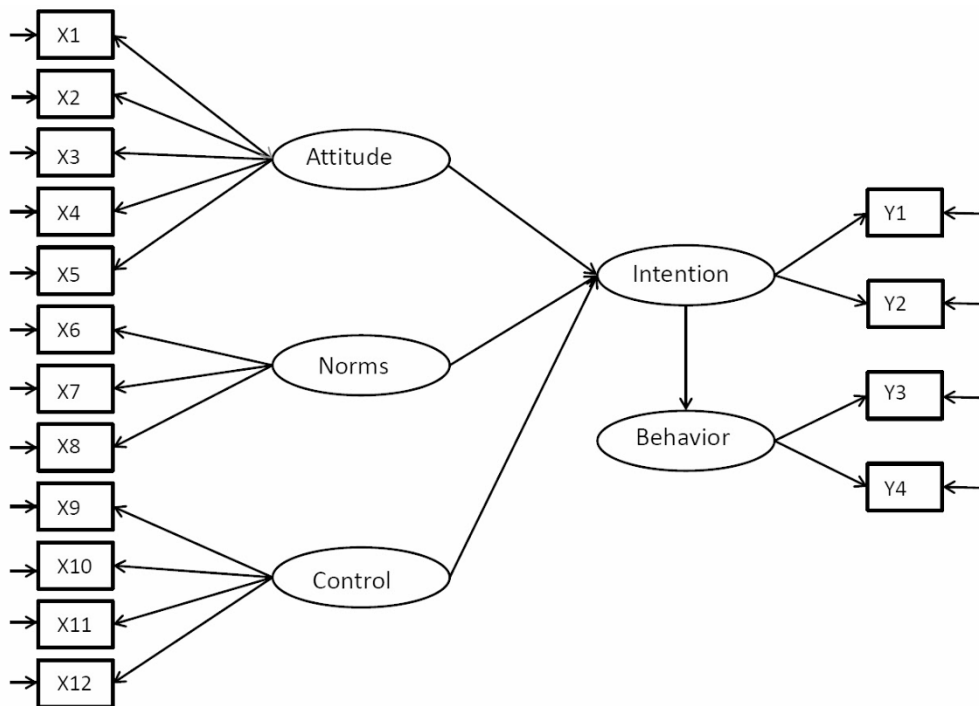 X1
X2
X3
X4
X5
X6
X7
X8
X9
X10
X11
X12
Attitude
Norms
Control
Intention
Behavior
Y1
Y2
Y3
Y4